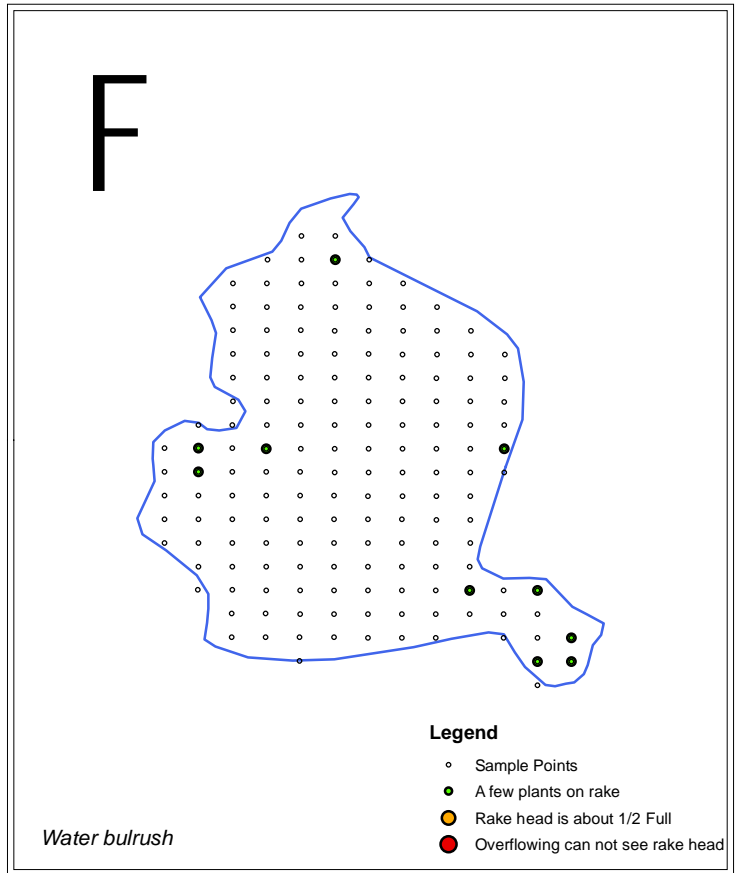 F
Legend
Sample Points
A few plants on rake
Rake head is about 1/2 Full
Overflowing can not see rake head
Water bulrush